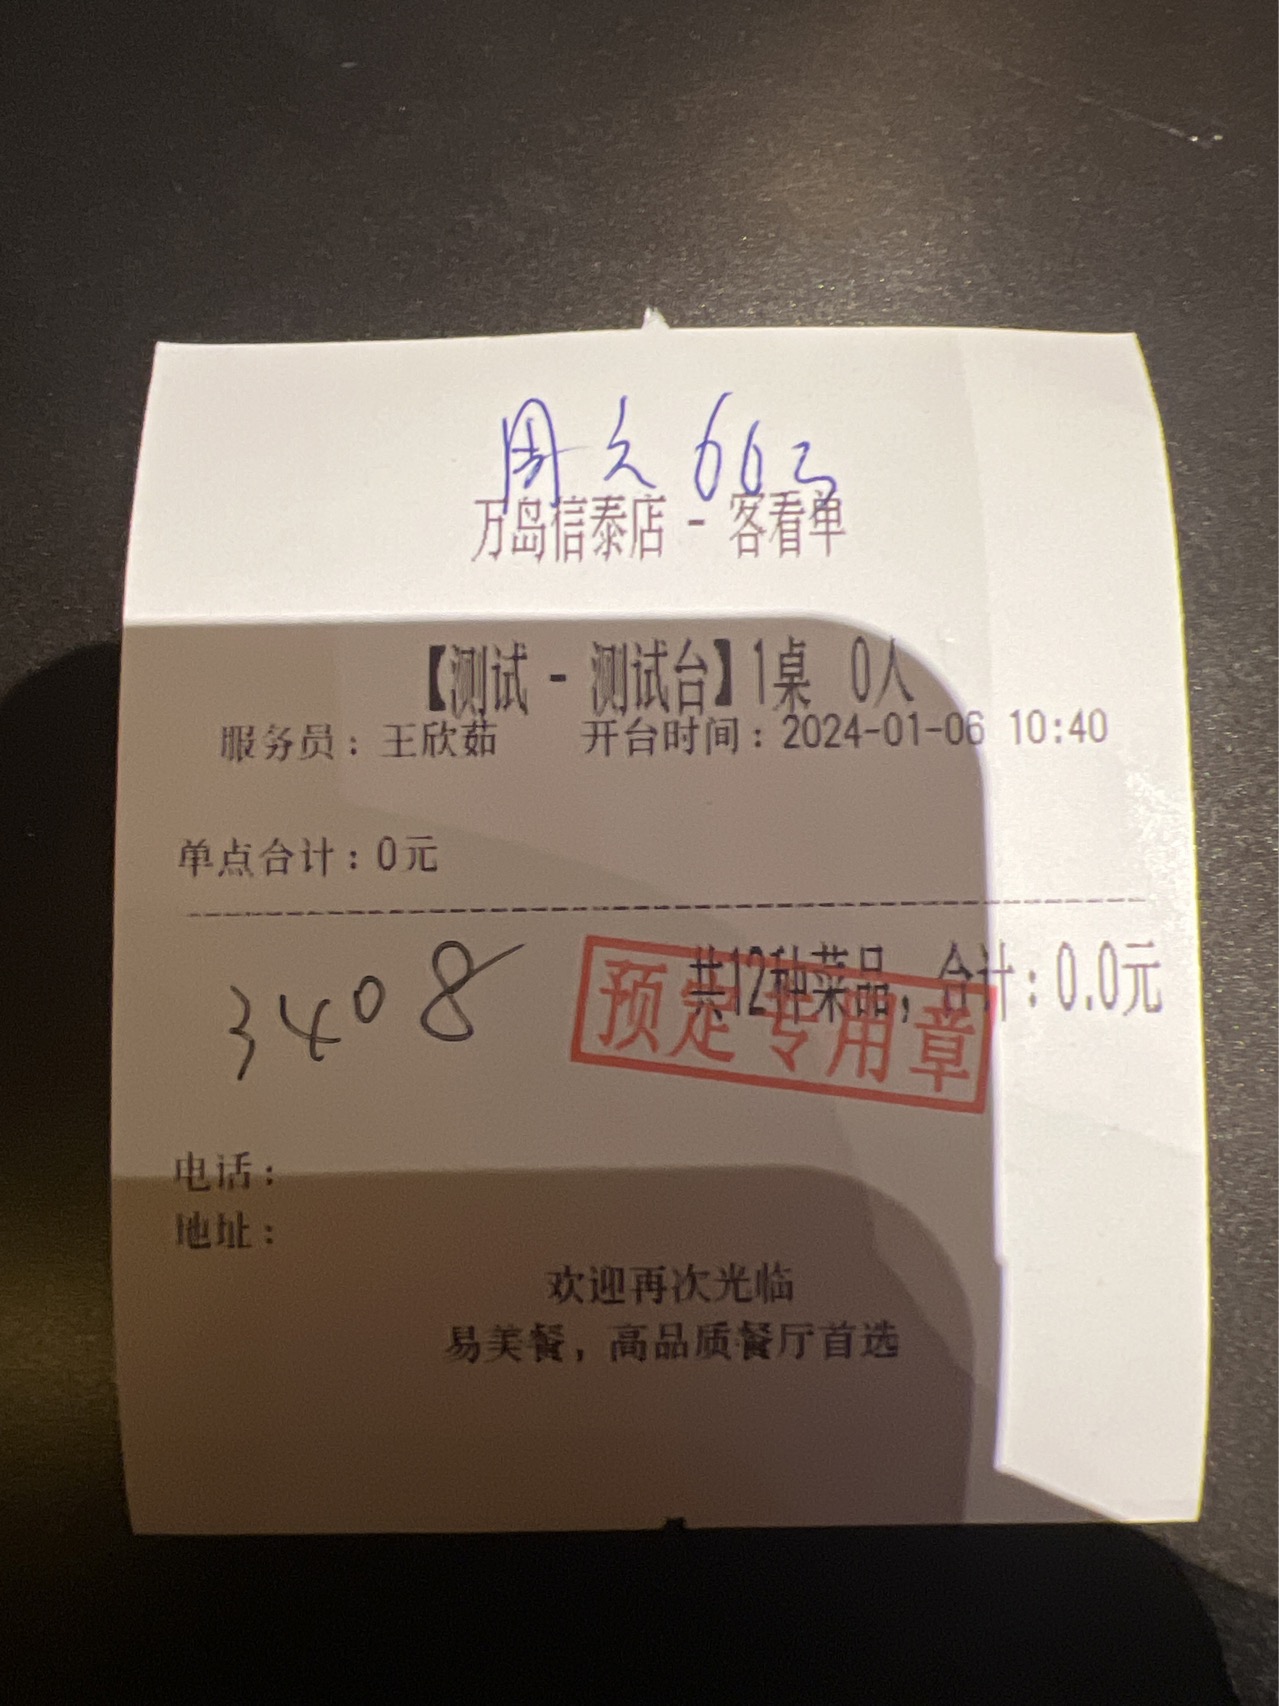 周六 663
万岛信泰店 - 客看单
【测试 - 测试台】1桌 0人
服务员：王欣茹 开台时间：2024-01-06 10:40
单点合计：0元
共12种菜品，合计：0.0元
3408
预定专用章
电话：
地址：
欢迎再次光临
易美餐，高品质餐厅首选